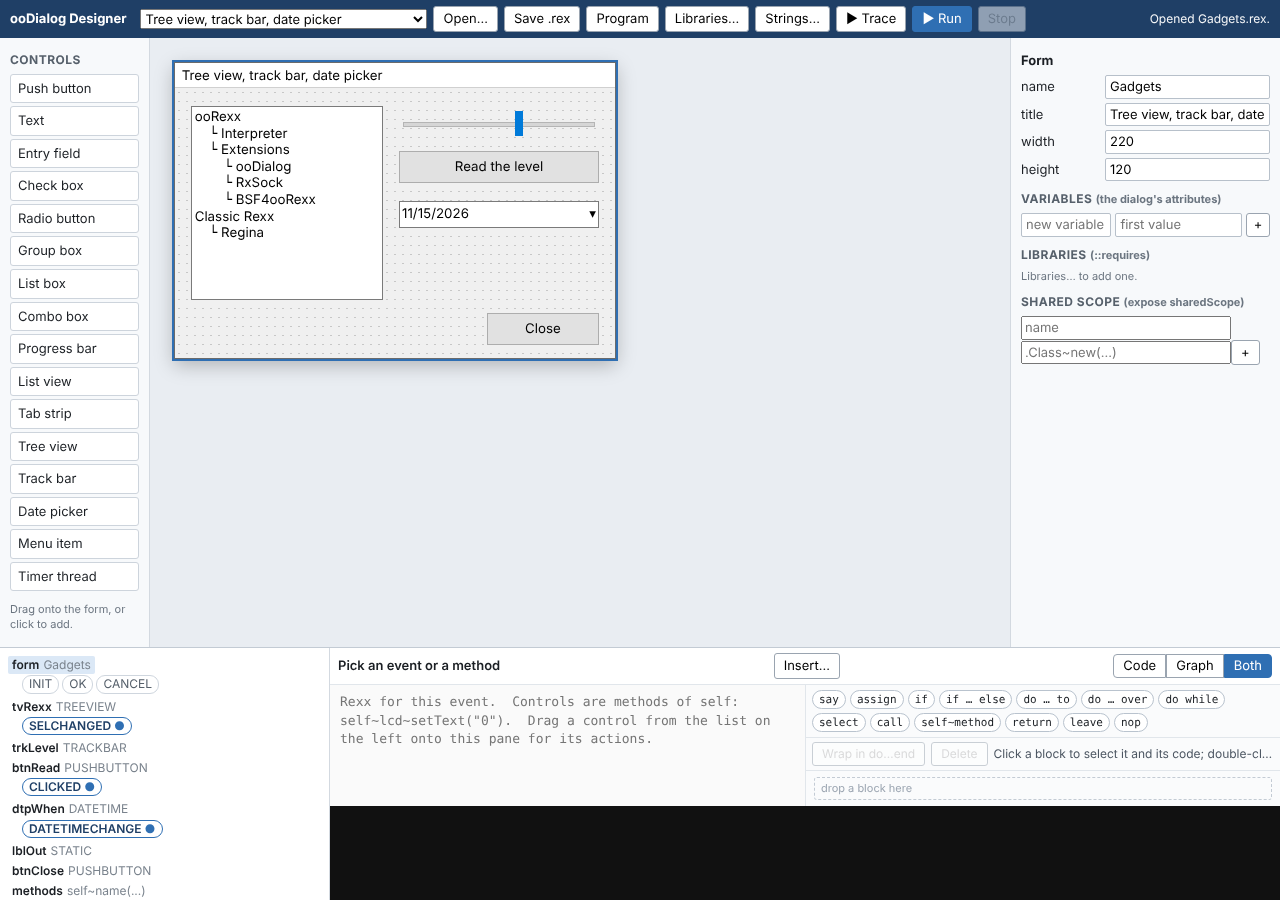 ooDialog Designer
Tree view, track bar, date picker
Open...
Save .rex
Program
Libraries...
Strings...
▶ Trace
▶ Run
Stop
Opened Gadgets.rex.
CONTROLS
Push button
Text
Entry field
Check box
Radio button
Group box
List box
Combo box
Progress bar
List view
Tab strip
Tree view
Track bar
Date picker
Menu item
Timer thread
Drag onto the form, or
click to add.
Tree view, track bar, date picker
ooRexx
└ Interpreter
└ Extensions
└ ooDialog
└ RxSock
└ BSF4ooRexx
Classic Rexx
└ Regina
Read the level
11/15/2026
Close
Form
name Gadgets
title Tree view, track bar, date
width 220
height 120
VARIABLES (the dialog's attributes)
new variable first value +
LIBRARIES (::requires)
Libraries... to add one.
SHARED SCOPE (expose sharedScope)
name
.Class~new(...) +
form Gadgets
INIT OK CANCEL
tvRexx TREEVIEW
SELCHANGED
trkLevel TRACKBAR
btnRead PUSHBUTTON
CLICKED
dtpWhen DATETIME
DATETIMECHANGE
lblOut STATIC
btnClose PUSHBUTTON
methods self~name(...)
Pick an event or a method
Insert...
Code Graph Both
Rexx for this event. Controls are methods of self:
self~lcd~setText("0"). Drag a control from the list on
the left onto this pane for its actions.
say assign if if … else do … to do … over do while
select call self~method return leave nop
Wrap in do...end Delete Click a block to select it and its code; double-cl...
drop a block here